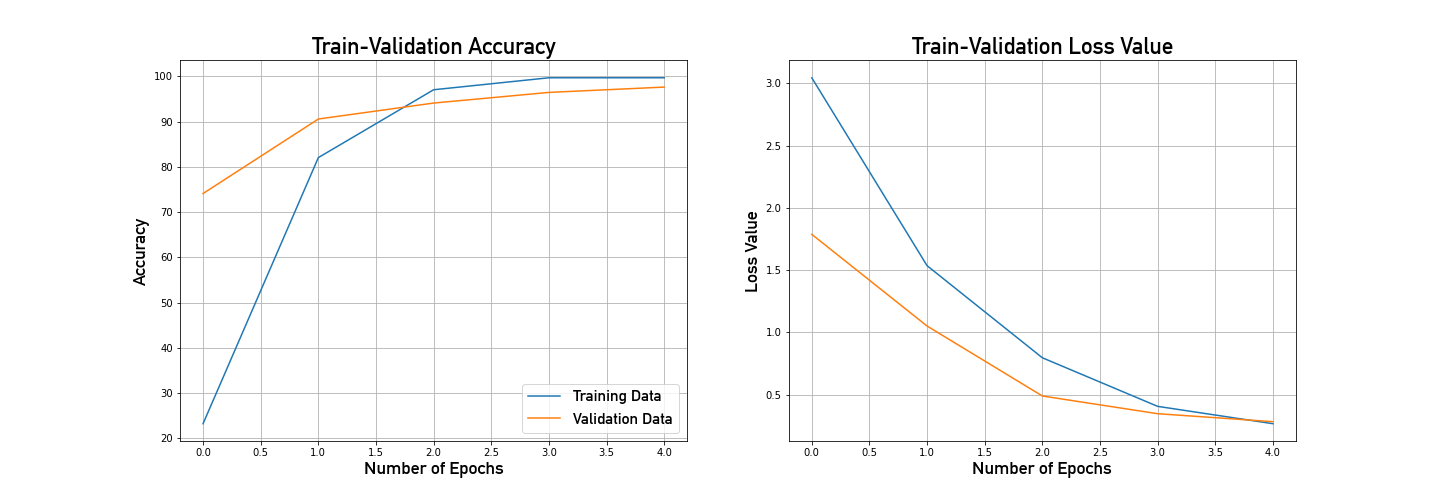 Train-Validation Accuracy
100
90
80
70
60
50
40
30
20
Accuracy
Training Data
Validation Data
0.0 0.5 1.0 1.5 2.0 2.5 3.0 3.5 4.0
Number of Epochs
Train-Validation Loss Value
3.0
2.5
2.0
1.5
1.0
0.5
Loss Value
0.0 0.5 1.0 1.5 2.0 2.5 3.0 3.5 4.0
Number of Epochs